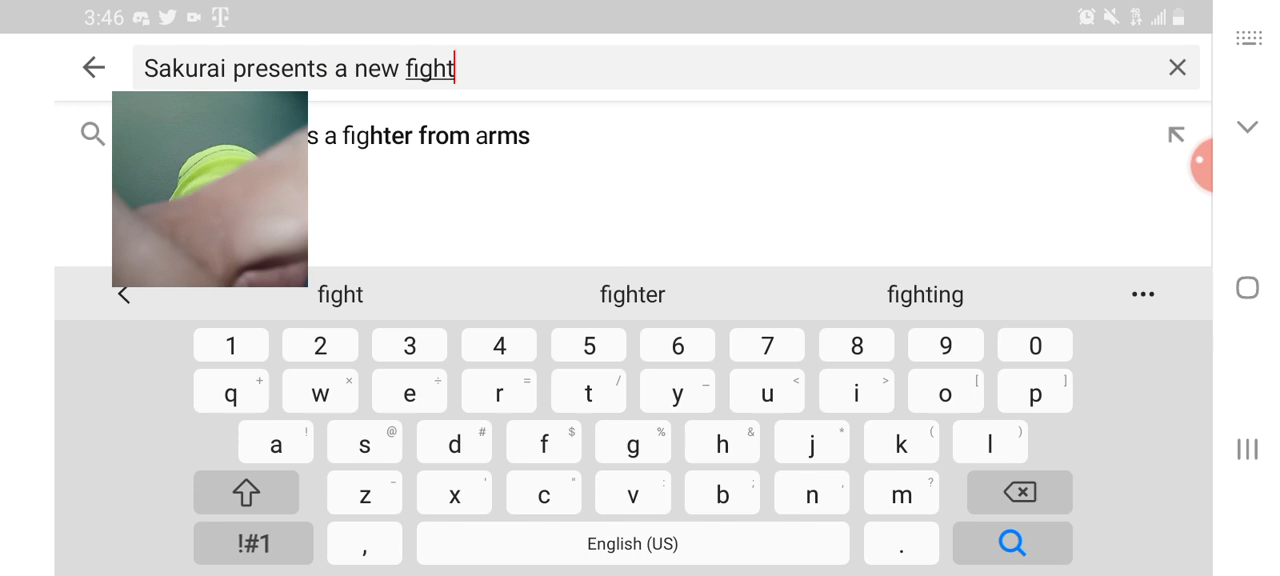 3:46
Sakurai presents a new fight
s a fighter from arms
fight fighter fighting
1 2 3 4 5 6 7 8 9 0
q + w × e ÷ r = t / y _ u < i > o [ p ]
a ! s @ d # f $ g % h & j * k ( l )
z - x ' c " v : b ; n , m ?
!#1 , English (US) .